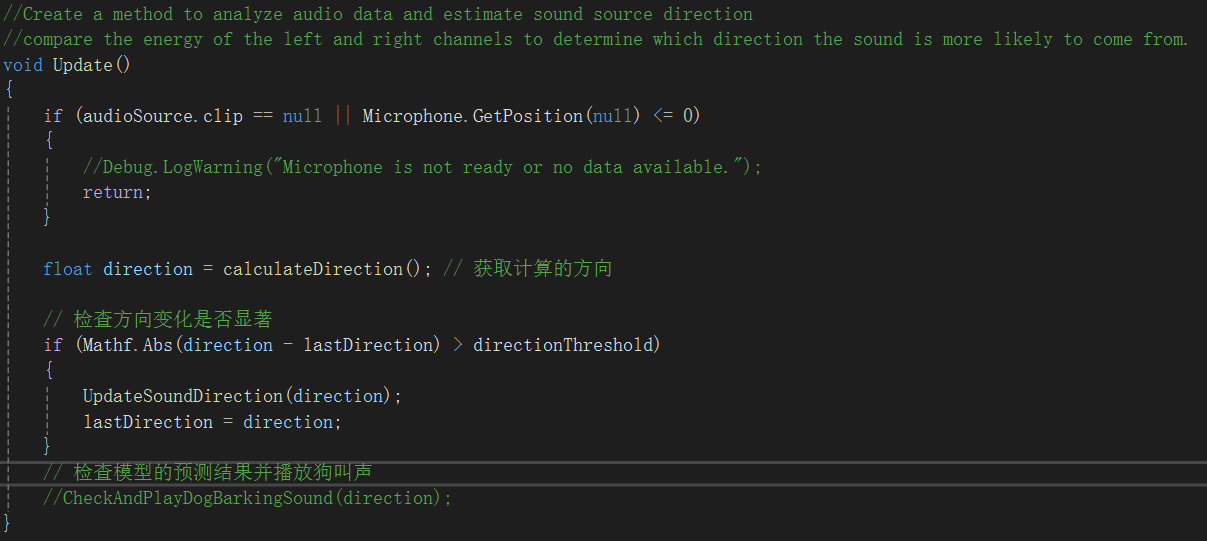 //Create a method to analyze audio data and estimate sound source direction
//compare the energy of the left and right channels to determine which direction the sound is more likely to come from.
void Update()
{
if (audioSource.clip == null || Microphone.GetPosition(null) <= 0)
{
//Debug.LogWarning("Microphone is not ready or no data available.");
return;
}
float direction = calculateDirection(); // 获取计算的方向
// 检查方向变化是否显著
if (Mathf.Abs(direction - lastDirection) > directionThreshold)
{
UpdateSoundDirection(direction);
lastDirection = direction;
}
// 检查模型的预测结果并播放狗叫声
//CheckAndPlayDogBarkingSound(direction);
}